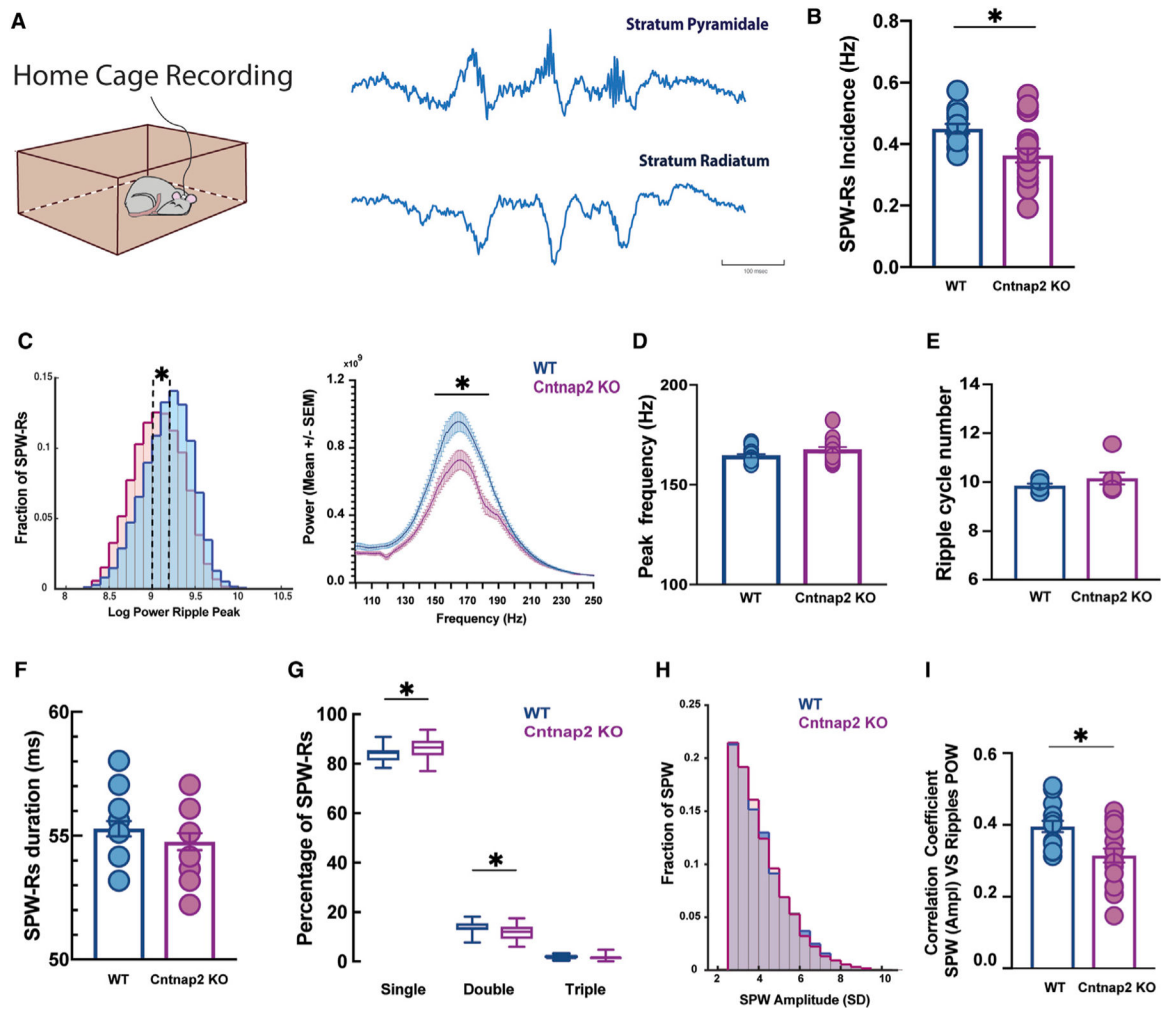 A
Home Cage Recording
Stratum Pyramidale
Stratum Radiatum
100 msec
B
SPW-Rs Incidence (Hz)
0.8
0.6
0.4
0.2
0.0
*
WT
Cntnap2 KO
C
Fraction of SPW-Rs
0.15
0.1
0.05
0
*
8
8.5
9
9.5
10
10.5
Log Power Ripple Peak
Power (Mean +/- SEM)
x10⁹
1.2
0.8
0.4
0.0
*
WT
Cntnap2 KO
110
130
150
170
190
210
230
250
Frequency (Hz)
D
Peak frequency (Hz)
200
150
100
WT
Cntnap2 KO
E
Ripple cycle number
14
12
10
8
6
WT
Cntnap2 KO
F
SPW-Rs duration (ms)
60
55
50
WT
Cntnap2 KO
G
Percentage of SPW-Rs
100
80
60
40
20
0
*
*
WT
Cntnap2 KO
Single
Double
Triple
H
Fraction of SPW
0.25
0.2
0.15
0.1
0.05
0
WT
Cntnap2 KO
2
4
6
8
10
SPW Amplitude (SD)
I
Correlation Coefficient
SPW (Ampl) VS Ripples POW
0.6
0.4
0.2
0.0
*
WT
Cntnap2 KO